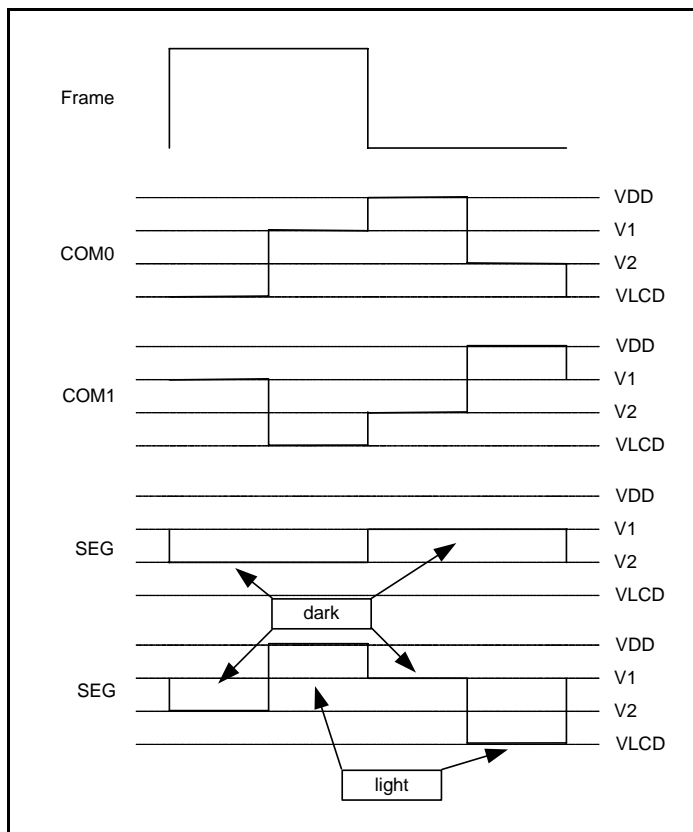 Frame
VDD
V1
COM0
V2
VLCD
VDD
V1
COM1
V2
VLCD
VDD
V1
SEG
V2
VLCD
dark
VDD
V1
SEG
V2
VLCD
light